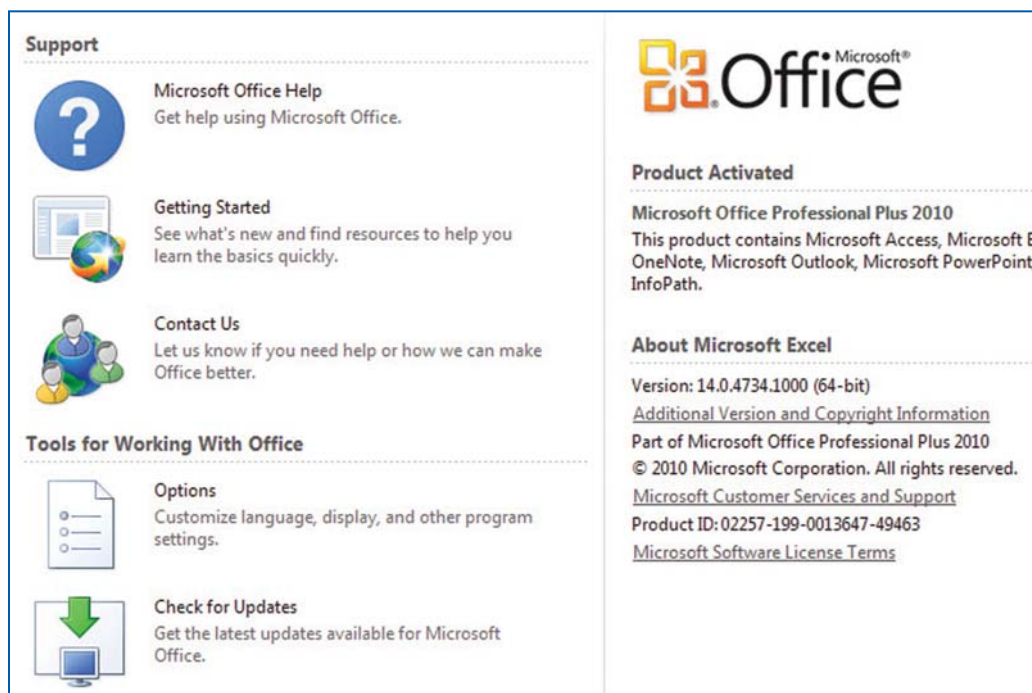 Support
?
Microsoft Office Help
Get help using Microsoft Office.
Getting Started
See what's new and find resources to help you
learn the basics quickly.
Contact Us
Let us know if you need help or how we can make
Office better.
Tools for Working With Office
Options
Customize language, display, and other program
settings.
Check for Updates
Get the latest updates available for Microsoft
Office.
Microsoft®
Office
Product Activated
Microsoft Office Professional Plus 2010
This product contains Microsoft Access, Microsoft
OneNote, Microsoft Outlook, Microsoft PowerPoint
InfoPath.
About Microsoft Excel
Version: 14.0.4734.1000 (64-bit)
Additional Version and Copyright Information
Part of Microsoft Office Professional Plus 2010
© 2010 Microsoft Corporation. All rights reserved.
Microsoft Customer Services and Support
Product ID: 02257-199-0013647-49463
Microsoft Software License Terms